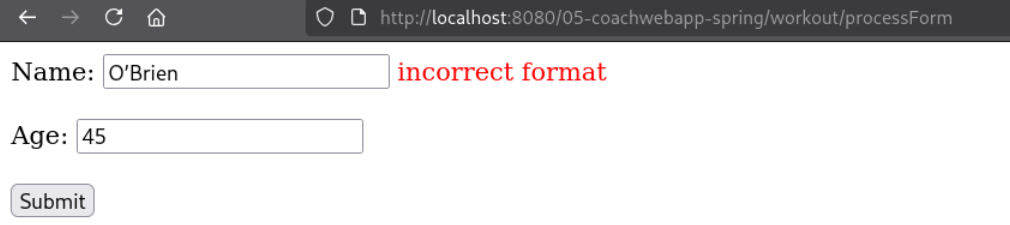 http://localhost:8080/05-coachwebapp-spring/workout/processForm
Name: O’Brien incorrect format
Age: 45
Submit